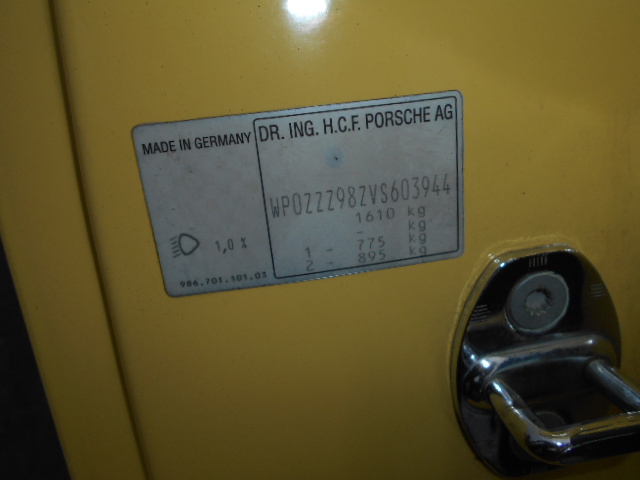 MADE IN GERMANY
DR. ING. H.C.F. PORSCHE AG
WP0ZZZ98ZVS603944
1610 kg
- kg
1 - 775 kg
2 - 895 kg
1,0 %
986.701.101.03